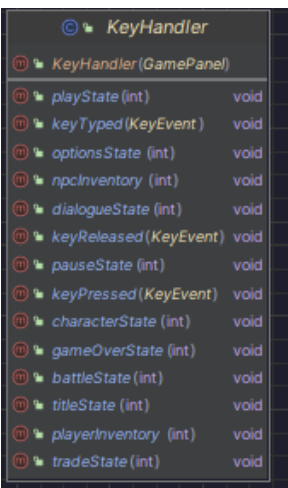 KeyHandler
KeyHandler(GamePanel)
playState(int) void
keyTyped(KeyEvent) void
optionsState (int) void
npcInventory (int) void
dialogueState(int) void
keyReleased(KeyEvent) void
pauseState(int) void
keyPressed(KeyEvent) void
characterState(int) void
gameOverState(int) void
battleState(int) void
titleState(int) void
playerInventory (int) void
tradeState(int) void